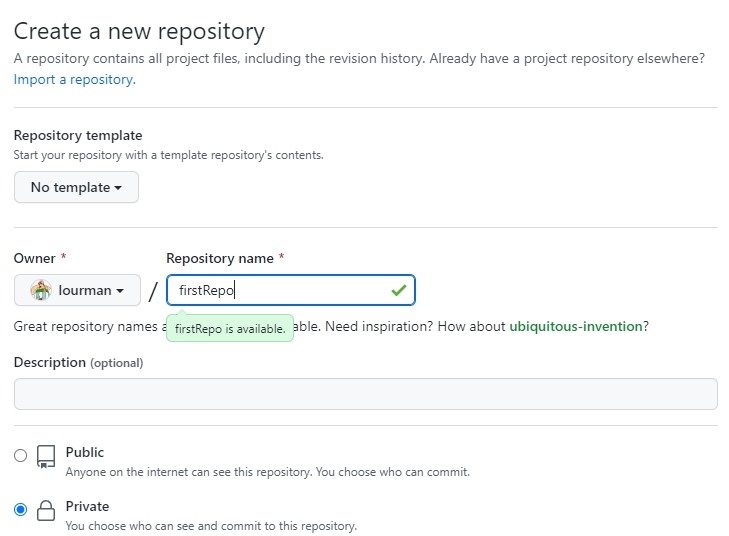 Create a new repository
A repository contains all project files, including the revision history. Already have a project repository elsewhere?
Import a repository.
Repository template
Start your repository with a template repository's contents.
No template
Owner * Repository name *
lourman / firstRepo
Great repository names a able. Need inspiration? How about ubiquitous-invention?
firstRepo is available.
Description (optional)
Public
Anyone on the internet can see this repository. You choose who can commit.
Private
You choose who can see and commit to this repository.